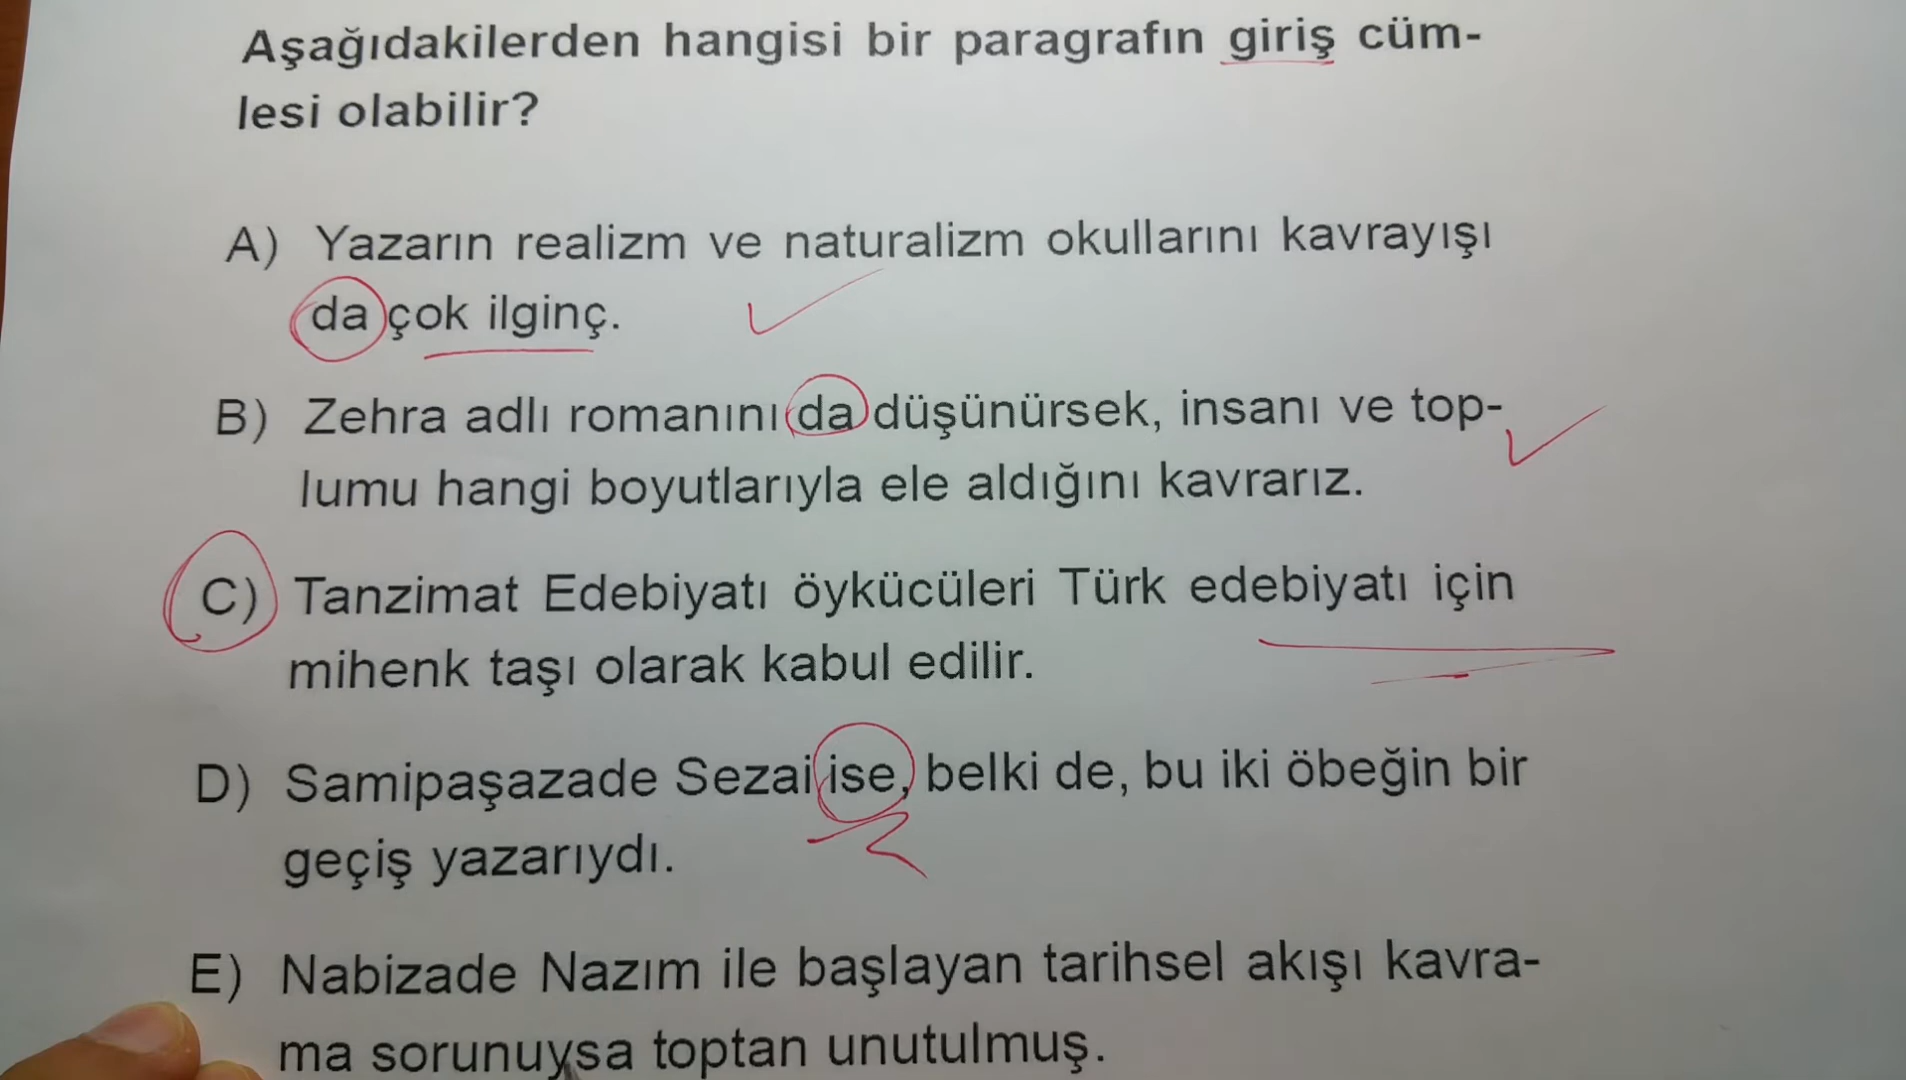 Aşağıdakilerden hangisi bir paragrafın giriş cüm-
lesi olabilir?
A) Yazarın realizm ve naturalizm okullarını kavrayışı
da çok ilginç.
B) Zehra adlı romanını da düşünürsek, insanı ve top-
lumu hangi boyutlarıyla ele aldığını kavrarız.
C) Tanzimat Edebiyatı öykücüleri Türk edebiyatı için
mihenk taşı olarak kabul edilir.
D) Samipaşazade Sezai ise, belki de, bu iki öbeğin bir
geçiş yazarıydı.
E) Nabizade Nazım ile başlayan tarihsel akışı kavra-
ma sorunuysa toptan unutulmuş.